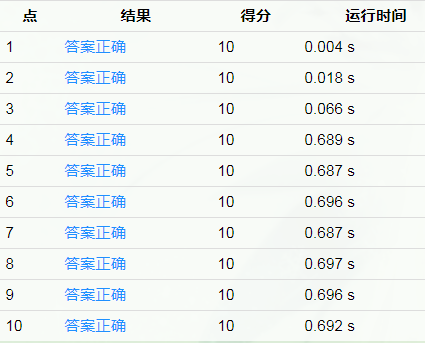 点 结果 得分 运行时间
1 答案正确 10 0.004 s
2 答案正确 10 0.018 s
3 答案正确 10 0.066 s
4 答案正确 10 0.689 s
5 答案正确 10 0.687 s
6 答案正确 10 0.696 s
7 答案正确 10 0.687 s
8 答案正确 10 0.697 s
9 答案正确 10 0.696 s
10 答案正确 10 0.692 s